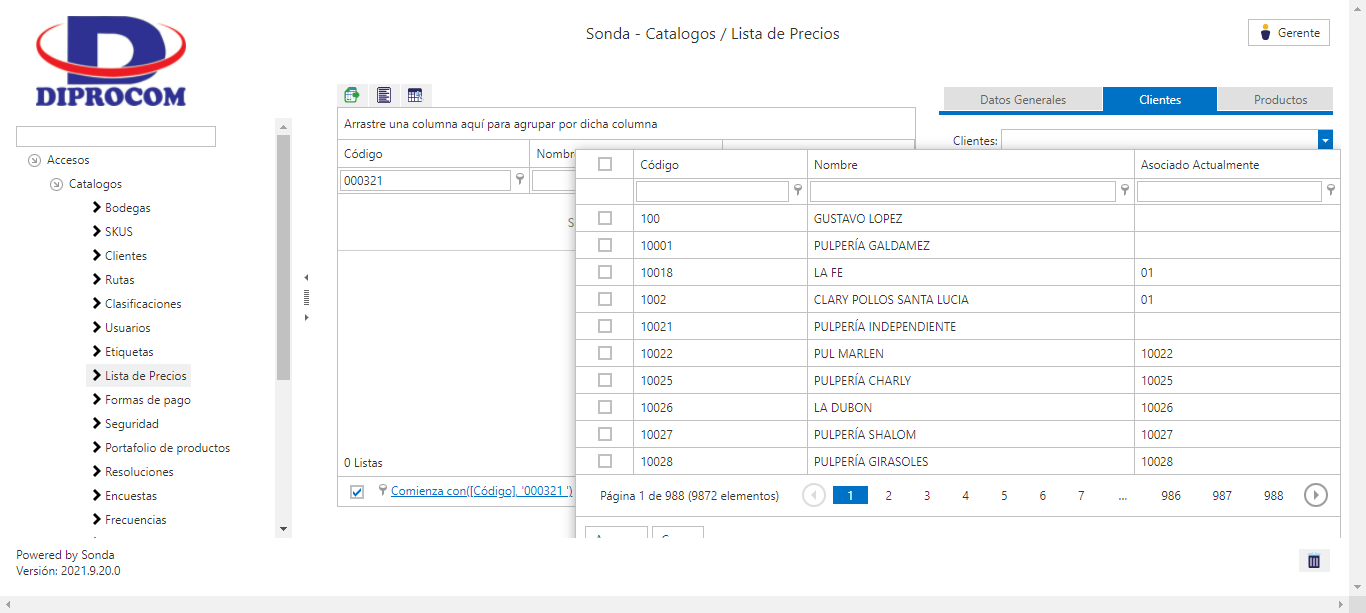 DIPROCOM
Sonda - Catalogos / Lista de Precios
Gerente
Accesos
Catalogos
Bodegas
SKUS
Clientes
Rutas
Clasificaciones
Usuarios
Etiquetas
Lista de Precios
Formas de pago
Seguridad
Portafolio de productos
Resoluciones
Encuestas
Frecuencias
Powered by Sonda
Versión: 2021.9.20.0
Arrastre una columna aquí para agrupar por dicha columna
Código
000321
0 Listas
Comienza con([Código], '000321 ')
Datos Generales Clientes Productos
Clientes:
Código Nombre Asociado Actualmente
100 GUSTAVO LOPEZ
10001 PULPERÍA GALDAMEZ
10018 LA FE 01
1002 CLARY POLLOS SANTA LUCIA 01
10021 PULPERÍA INDEPENDIENTE
10022 PUL MARLEN 10022
10025 PULPERÍA CHARLY 10025
10026 LA DUBON 10026
10027 PULPERÍA SHALOM 10027
10028 PULPERÍA GIRASOLES 10028
Página 1 de 988 (9872 elementos) 1 2 3 4 5 6 7 ... 986 987 988